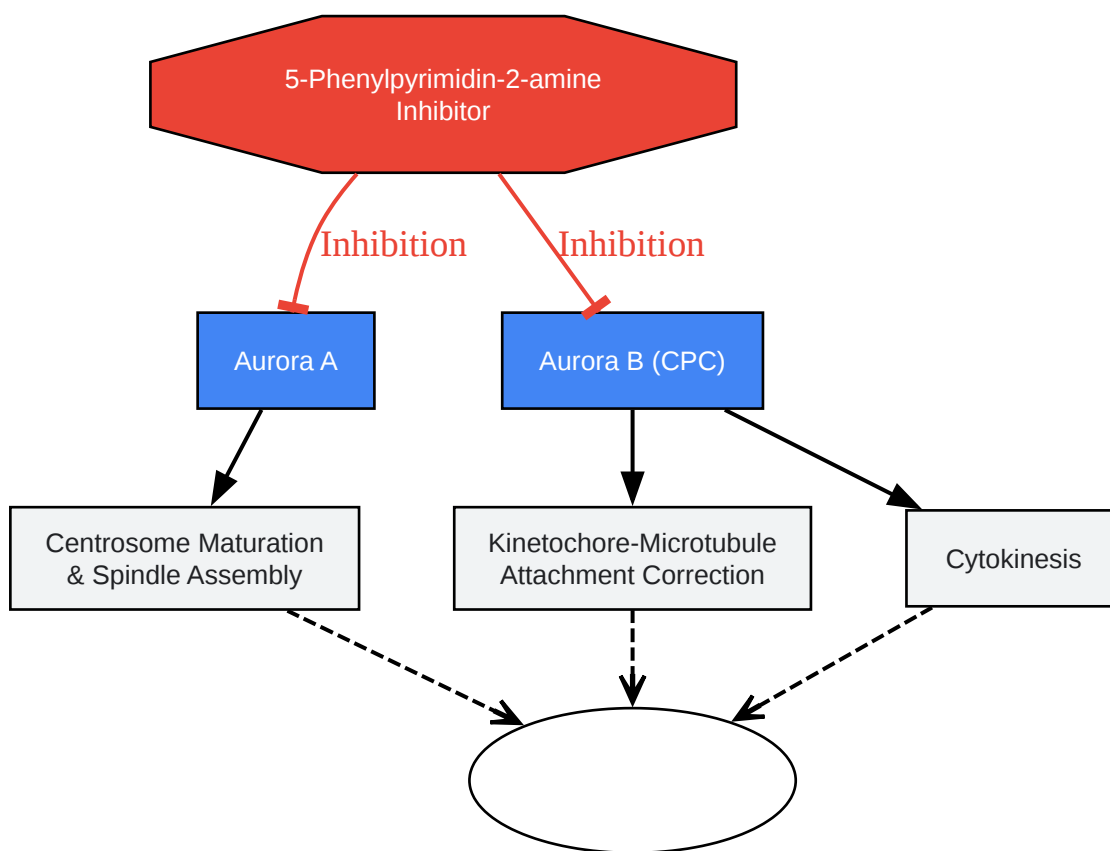 5-Phenylpyrimidin-2-amine
Inhibitor
Inhibition
Inhibition
Aurora A
Aurora B (CPC)
Centrosome Maturation
& Spindle Assembly
Kinetochore-Microtubule
Attachment Correction
Cytokinesis